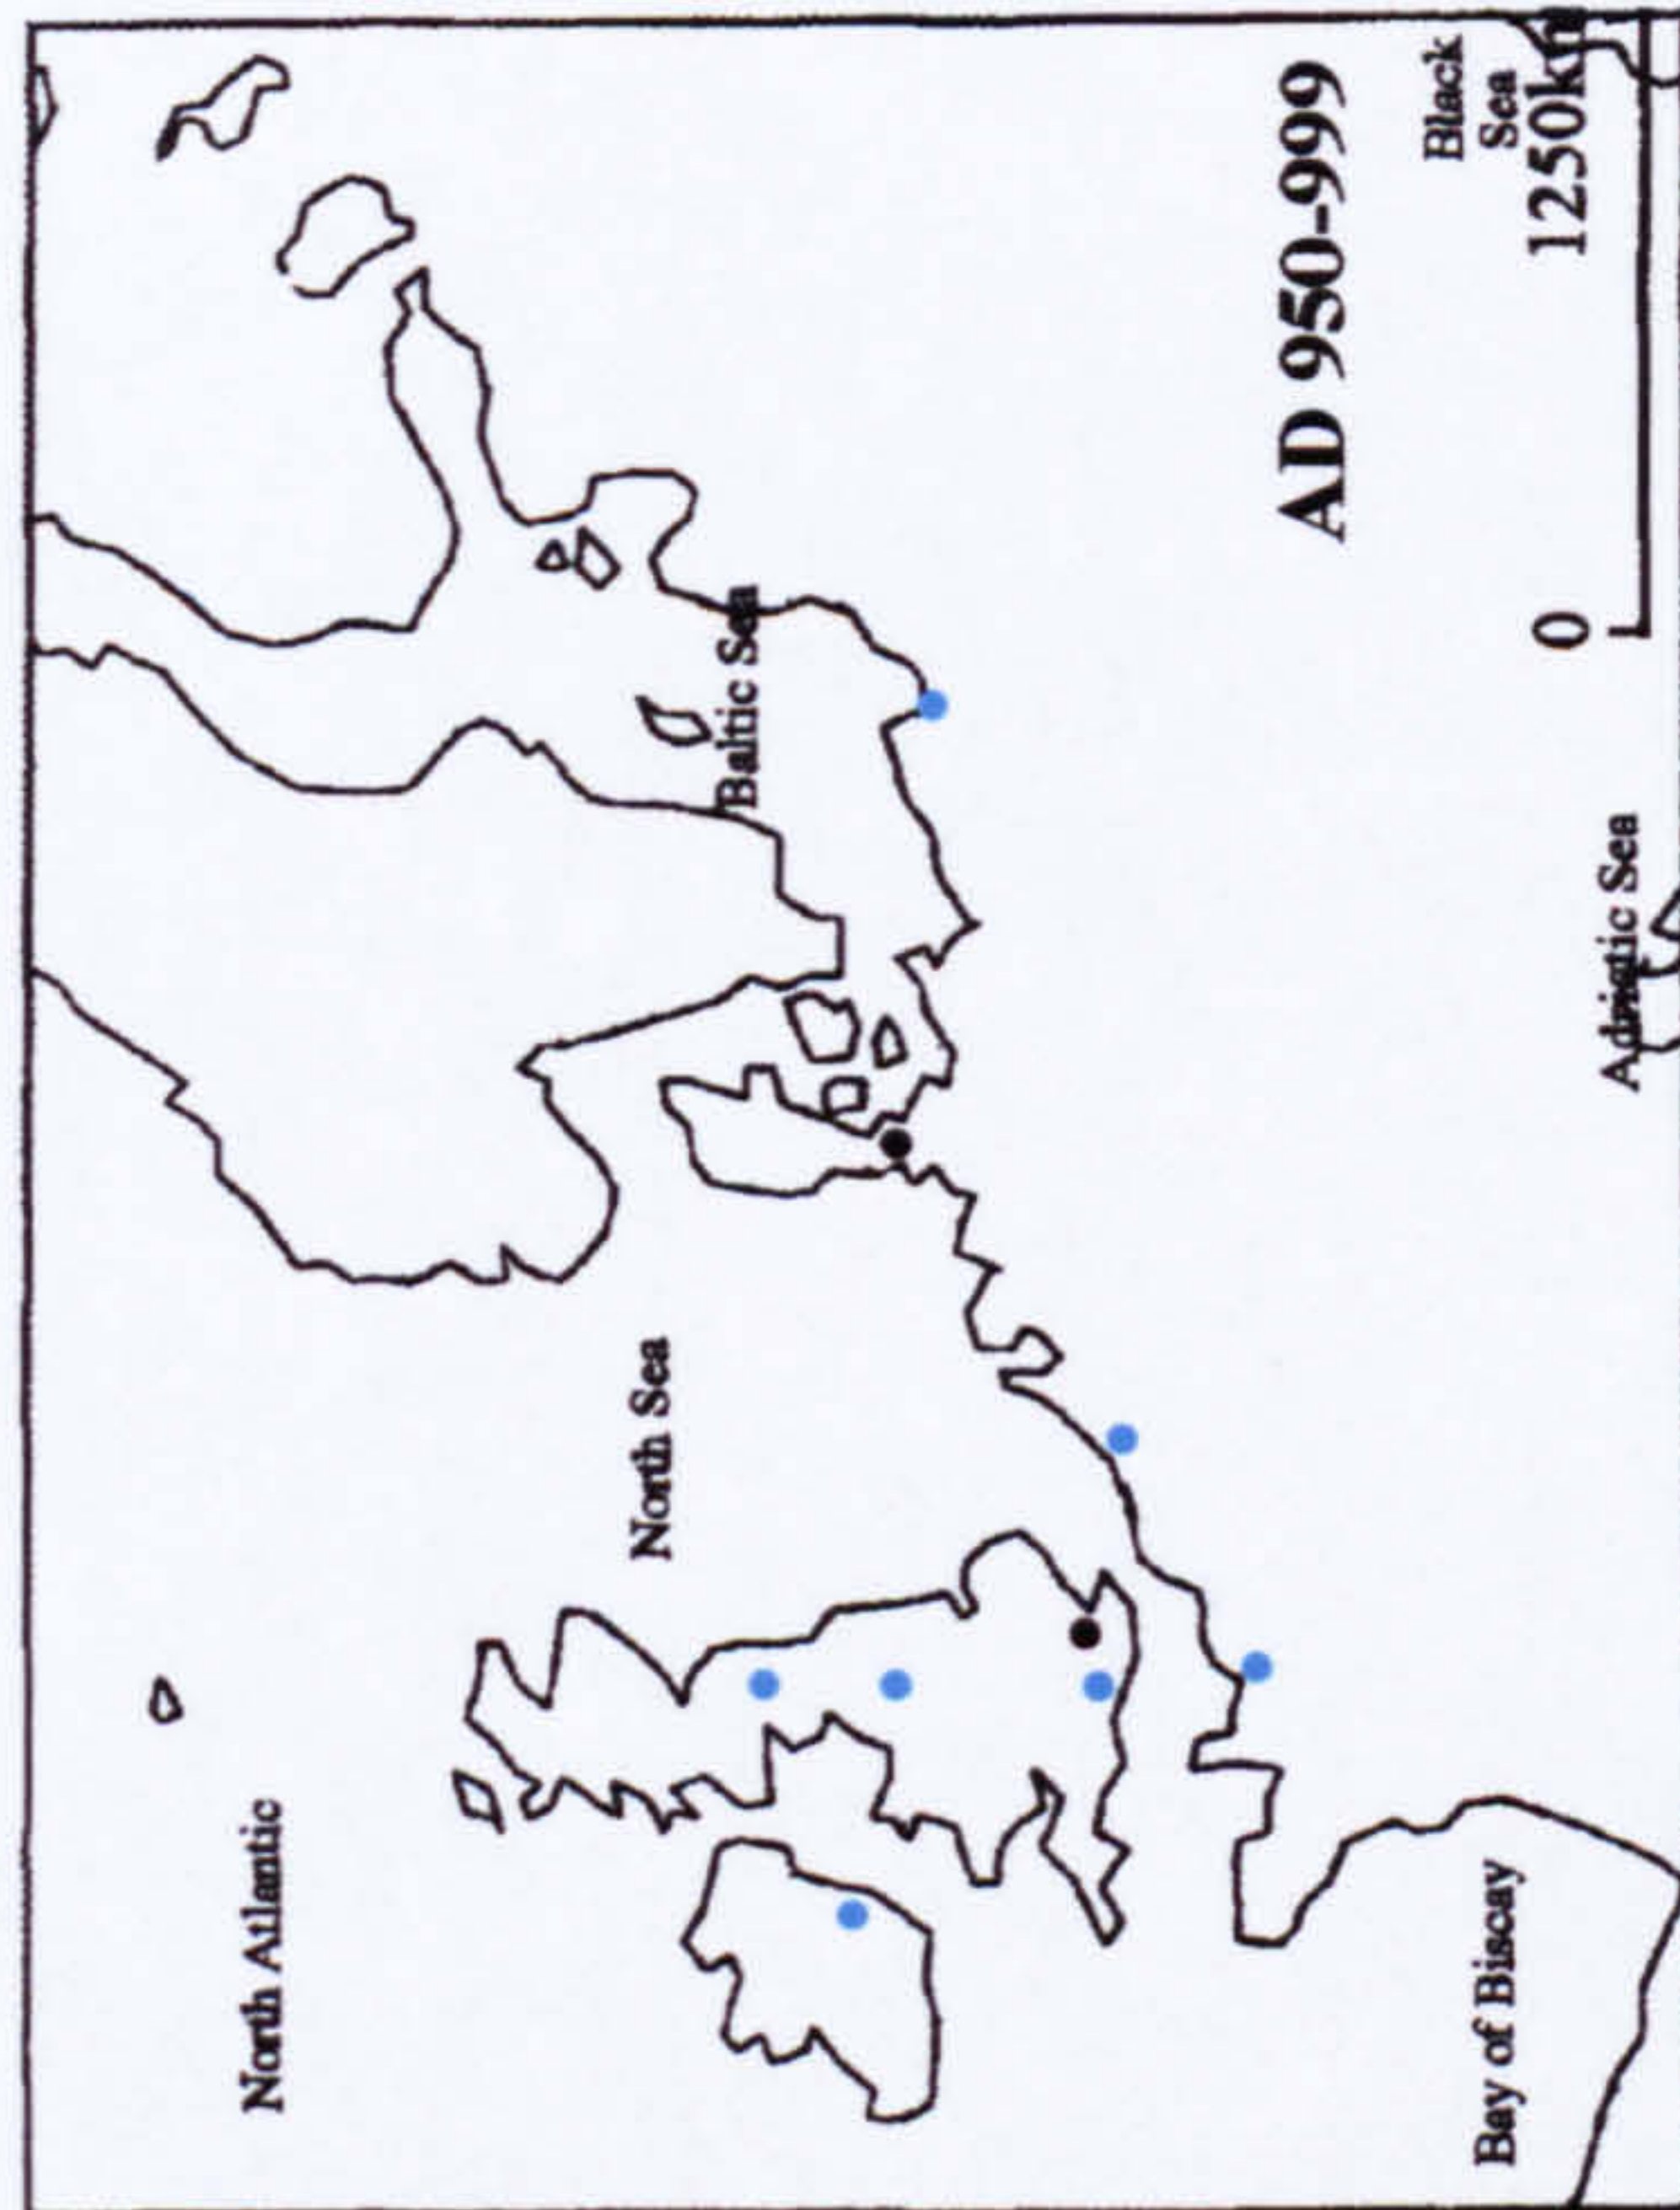 North Atlantic
North Sea
Baltic Sea
AD 950-999
Black
Sea
0
1250km
Adriatic Sea
Bay of Biscay